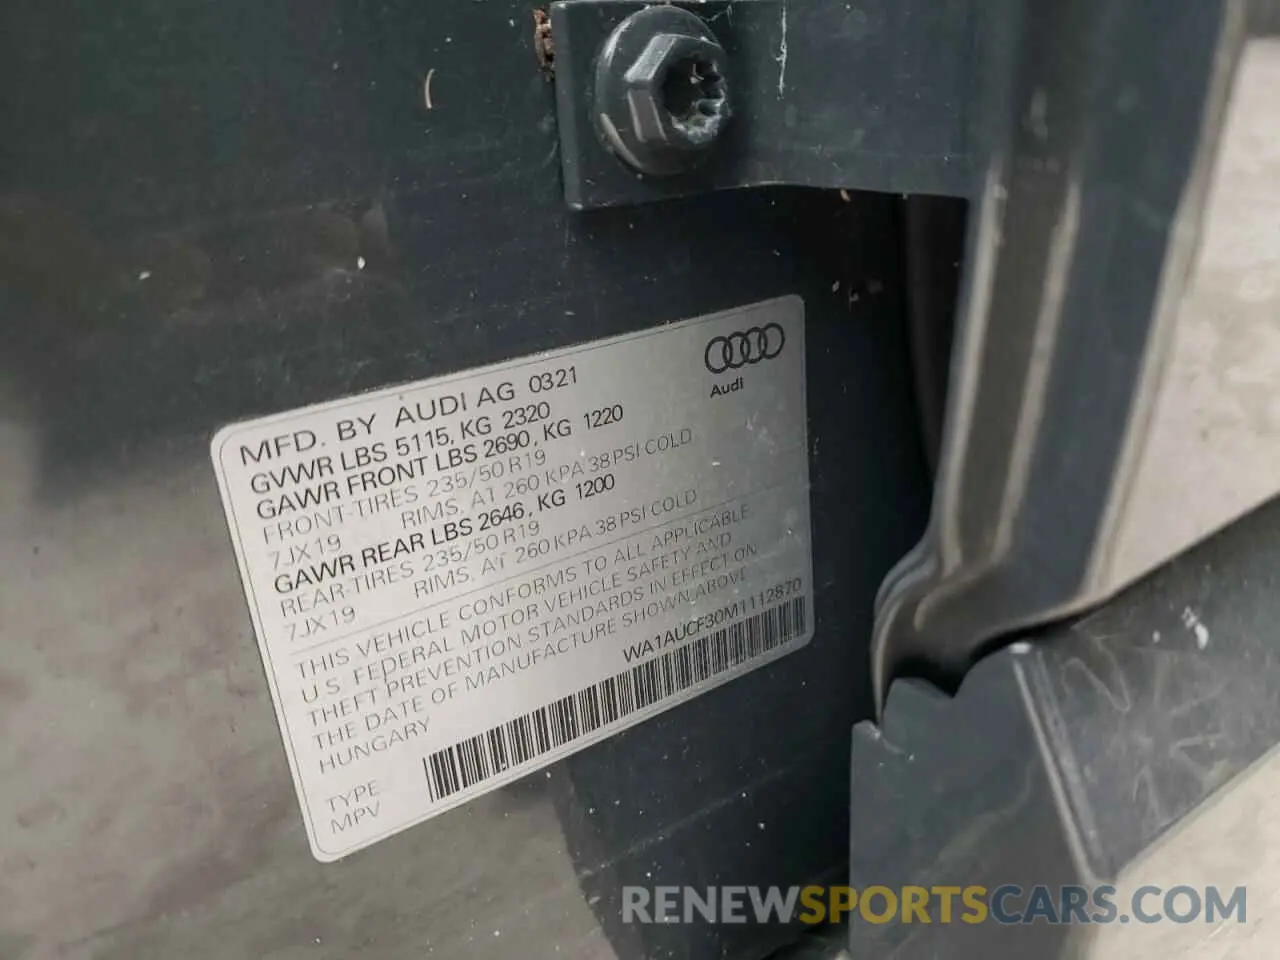 MFD. BY AUDI AG 0321
GVWR LBS 5115, KG 2320
GAWR FRONT LBS 2690, KG 1220
FRONT-TIRES 235/50 R19
7JX19 RIMS, AT 260 KPA 38 PSI COLD
GAWR REAR LBS 2646, KG 1200
REAR-TIRES 235/50 R19
7JX19 RIMS, AT 260 KPA 38 PSI COLD
THIS VEHICLE CONFORMS TO ALL APPLICABLE
U.S. FEDERAL MOTOR VEHICLE SAFETY AND
THEFT PREVENTION STANDARDS IN EFFECT ON
THE DATE OF MANUFACTURE SHOWN ABOVE
HUNGARY
WA1AUCF30M1112870
TYPE
MPV
Audi
RENEWSPORTSCARS.COM